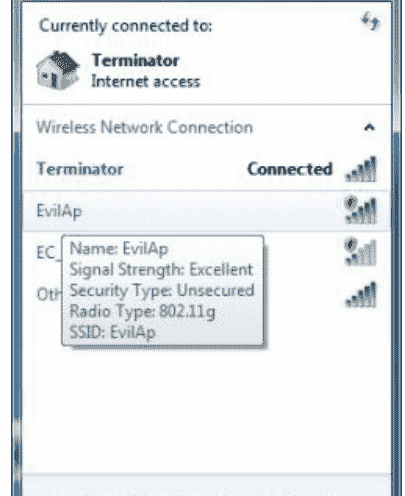 Currently connected to:
Terminator
Internet access
Wireless Network Connection
Terminator Connected
EvilAp
EC_
Name: EvilAp
Signal Strength: Excellent
Security Type: Unsecured
Radio Type: 802.11g
SSID: EvilAp